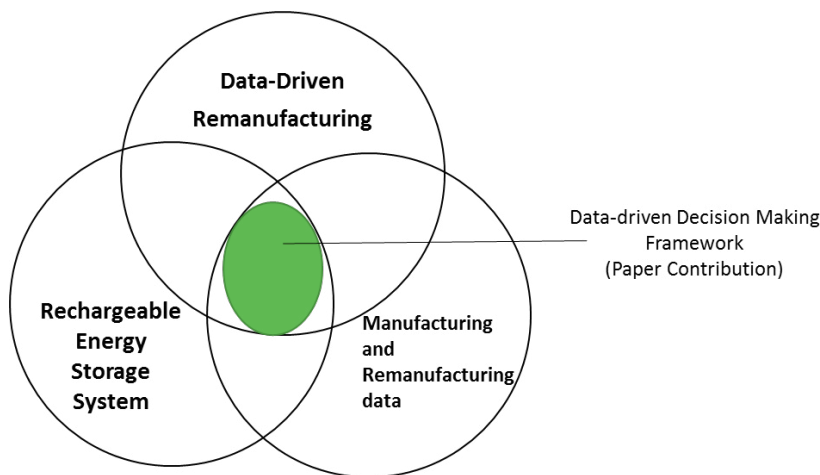 Data-Driven
Remanufacturing
Data-driven Decision Making
Framework
(Paper Contribution)
Rechargeable
Energy
Storage
System
Manufacturing
and
Remanufacturing
data